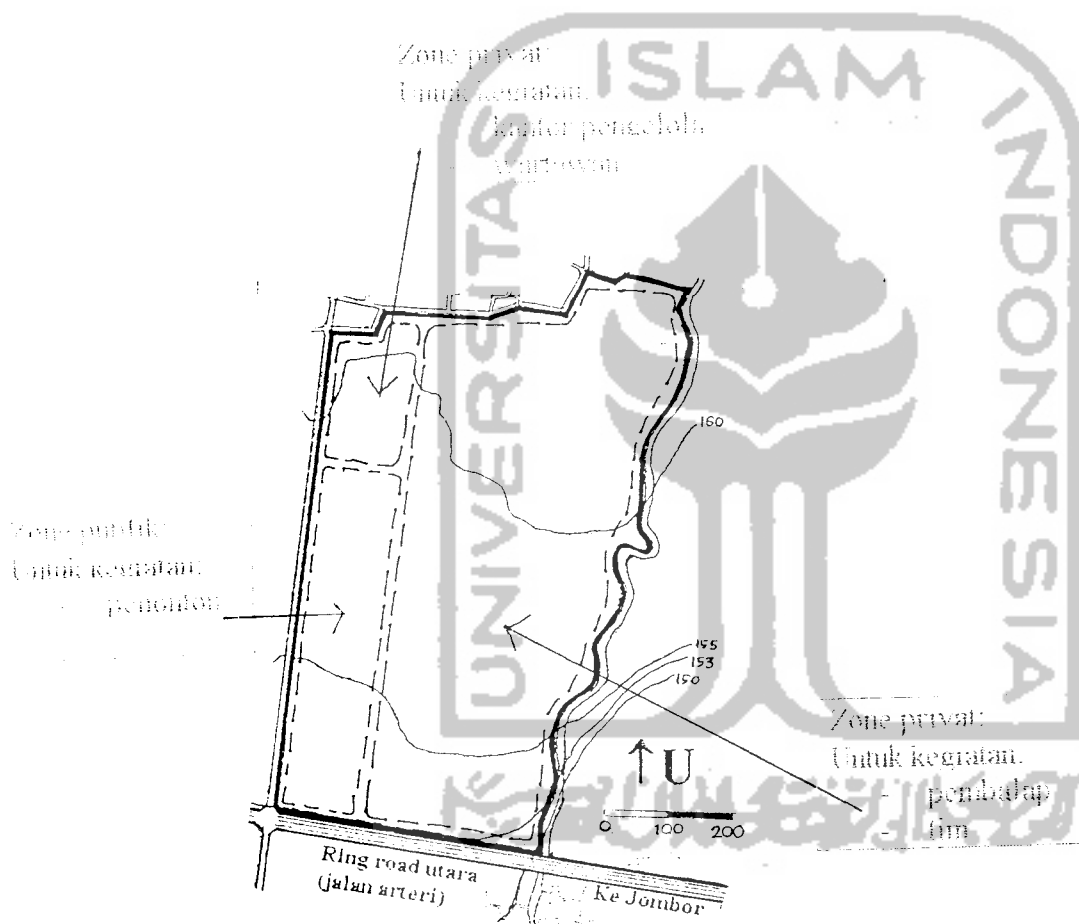 Zone privat:
Untuk kegiatan:
kantor pengelola
wartawan
ISLAM
UNIVERSITAS
INDONESIA
160
Zone publik:
Untuk kegiatan:
- penonton
155
153
150
Zone privat:
Untuk kegiatan:
- pembalap
- tim
U
0 100 200
Ring road utara
(jalan arteri)
Ke Jombor